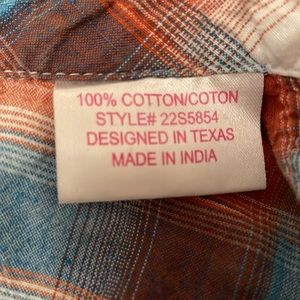 100% COTTON/COTON
STYLE# 22S5854
DESIGNED IN TEXAS
MADE IN INDIA